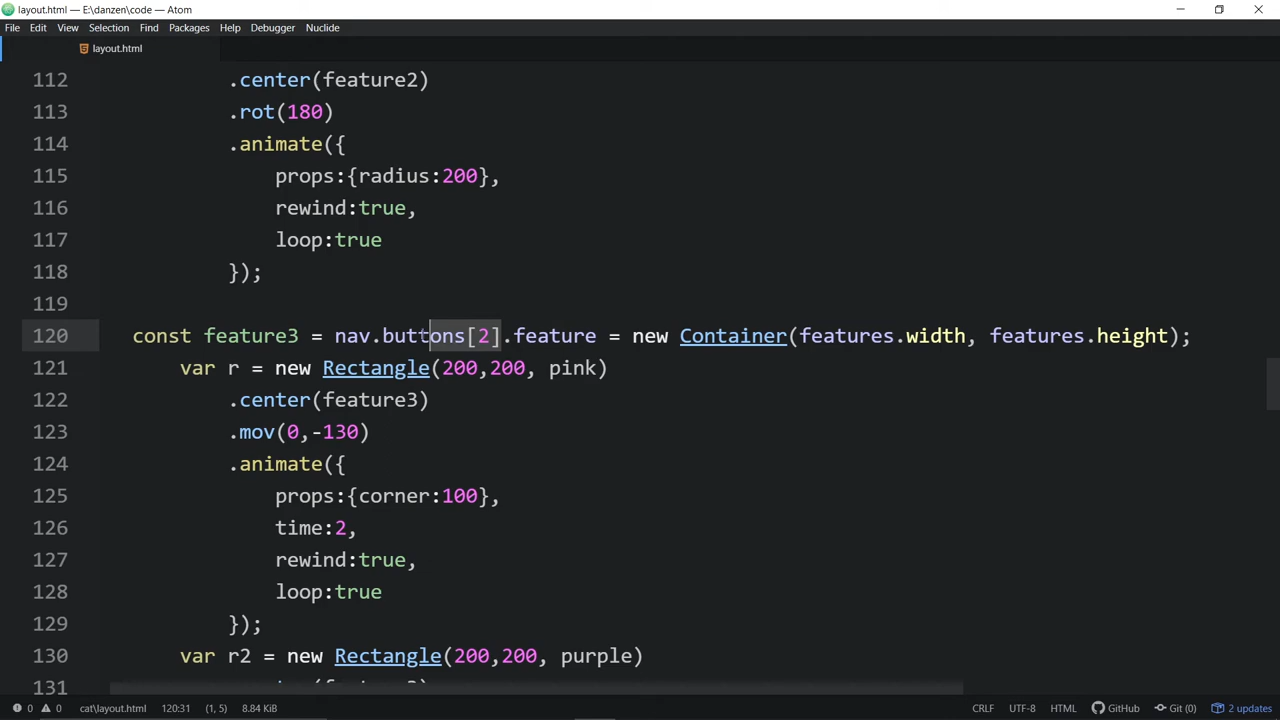 layout.html — E:\danzen\code — Atom
File Edit View Selection Find Packages Help Debugger Nuclide
layout.html
112 .center(feature2)
113 .rot(180)
114 .animate({
115 props:{radius:200},
116 rewind:true,
117 loop:true
118 });
119
120 const feature3 = nav.buttons[2].feature = new Container(features.width, features.height);
121 var r = new Rectangle(200,200, pink)
122 .center(feature3)
123 .mov(0,-130)
124 .animate({
125 props:{corner:100},
126 time:2,
127 rewind:true,
128 loop:true
129 });
130 var r2 = new Rectangle(200,200, purple)
131
0 0 cat\layout.html 120:31 (1, 5) 8.84 KiB CRLF UTF-8 HTML GitHub Git (0) 2 updates